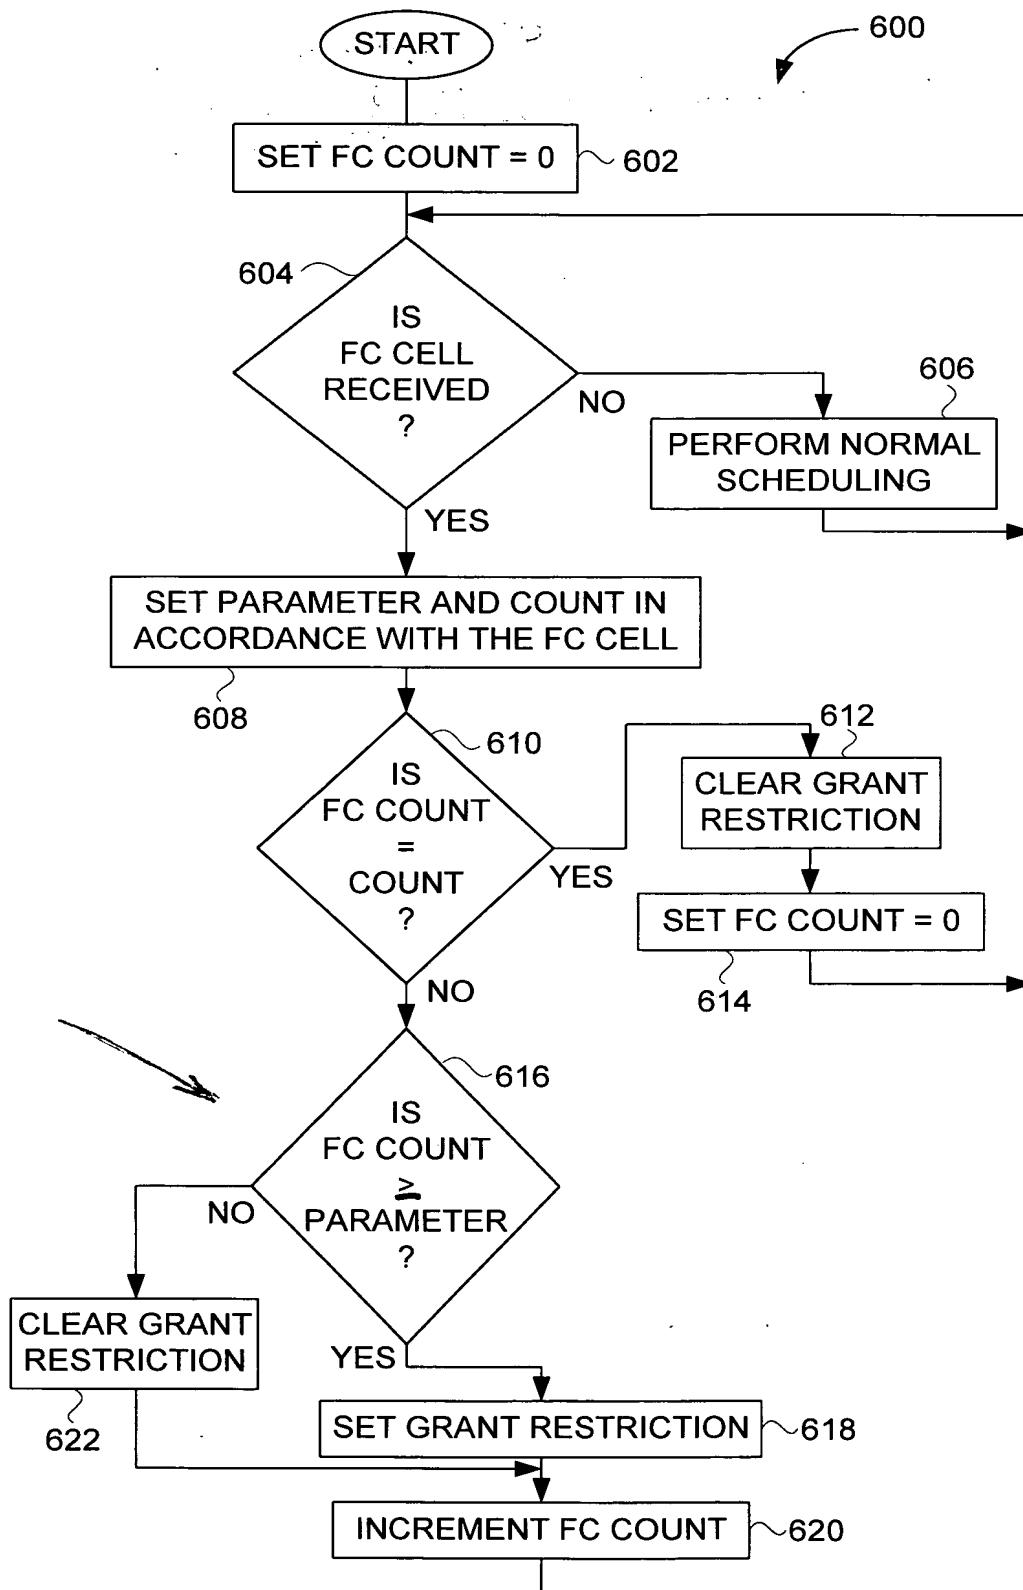 START
600
SET FC COUNT = 0
602
604
IS
FC CELL
RECEIVED
?
NO
606
PERFORM NORMAL
SCHEDULING
YES
SET PARAMETER AND COUNT IN
ACCORDANCE WITH THE FC CELL
608
610
IS
FC COUNT
=
COUNT
?
YES
612
CLEAR GRANT
RESTRICTION
SET FC COUNT = 0
614
NO
616
IS
FC COUNT
≥
PARAMETER
?
NO
CLEAR GRANT
RESTRICTION
622
YES
SET GRANT RESTRICTION
618
INCREMENT FC COUNT
620